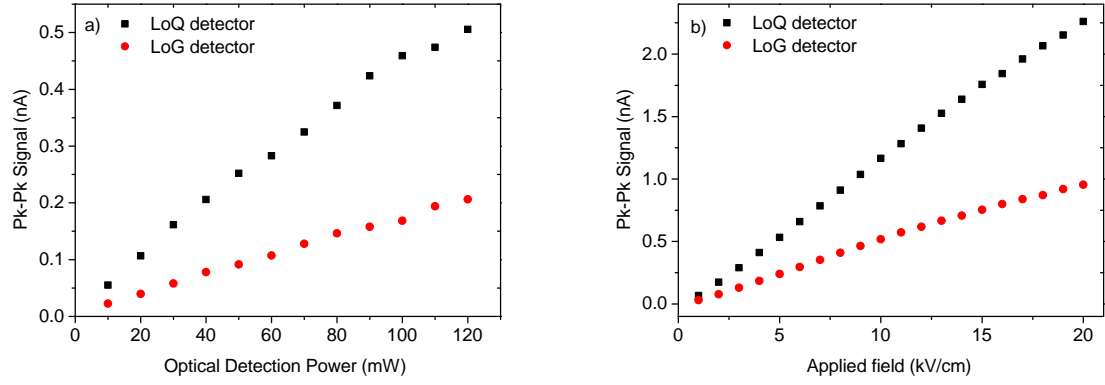 a)
LoQ detector
LoG detector
Pk-Pk Signal (nA)
0.5
0.4
0.3
0.2
0.1
0.0
0 20 40 60 80 100 120
Optical Detection Power (mW)
b)
LoQ detector
LoG detector
Pk-Pk Signal (nA)
2.0
1.5
1.0
0.5
0.0
0 5 10 15 20
Applied field (kV/cm)